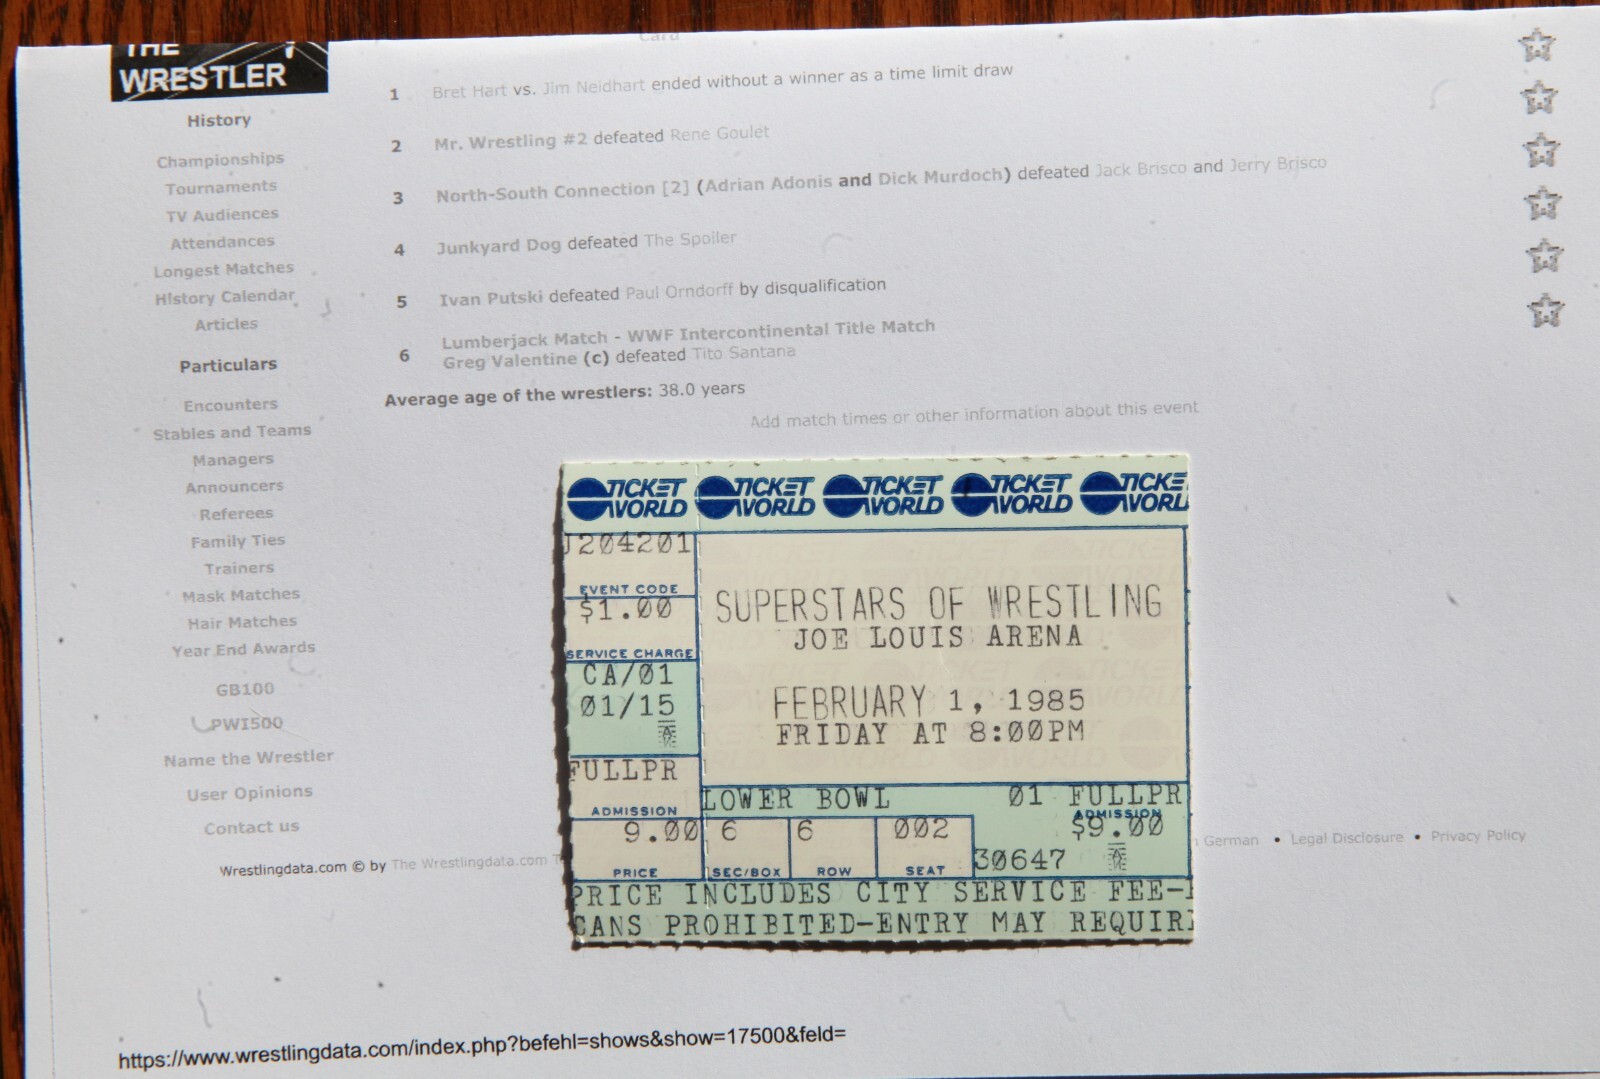 THE
WRESTLER
History
Championships
Tournaments
TV Audiences
Attendances
Longest Matches
History Calendar
Articles
Particulars
Encounters
Stables and Teams
Managers
Announcers
Referees
Family Ties
Trainers
Mask Matches
Hair Matches
Year End Awards
GB100
PWI500
Name the Wrestler
User Opinions
Contact us
Card
1 Bret Hart vs. Jim Neidhart ended without a winner as a time limit draw
2 Mr. Wrestling #2 defeated Rene Goulet
3 North-South Connection [2] (Adrian Adonis and Dick Murdoch) defeated Jack Brisco and Jerry Brisco
4 Junkyard Dog defeated The Spoiler
5 Ivan Putski defeated Paul Orndorff by disqualification
6 Lumberjack Match - WWF Intercontinental Title Match
Greg Valentine (c) defeated Tito Santana
Average age of the wrestlers: 38.0 years
Add match times or other information about this event
TICKET WORLD TICKET WORLD TICKET WORLD TICKET WORLD TICKE WORL
J204201
EVENT CODE
$1.00
SERVICE CHARGE
CA/01
01/15
FULLPR
ADMISSION
9.00
PRICE
SUPERSTARS OF WRESTLING
JOE LOUIS ARENA
FEBRUARY 1, 1985
FRIDAY AT 8:00PM
LOWER BOWL 01 FULLPR
ADMISSION
6 6 002 $9.00
SEC/BOX ROW SEAT 30647
PRICE INCLUDES CITY SERVICE FEE-
CANS PROHIBITED-ENTRY MAY REQUIR
German • Legal Disclosure • Privacy Policy
Wrestlingdata.com © by The Wrestlingdata.com T
https://www.wrestlingdata.com/index.php?befehl=shows&show=17500&feld=